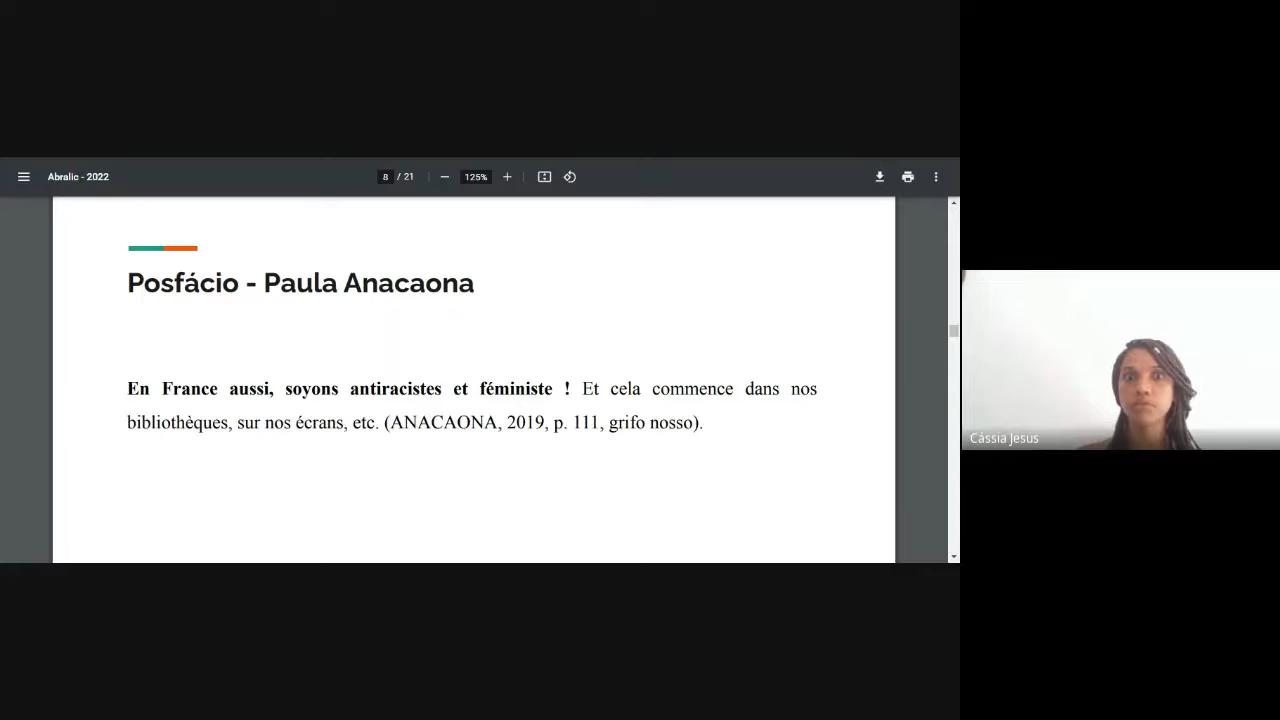 Abralic - 2022
8 / 21
125%
Posfácio - Paula Anacaona
En France aussi, soyons antiracistes et féministe ! Et cela commence dans nos
bibliothèques, sur nos écrans, etc. (ANACAONA, 2019, p. 111, grifo nosso).
Cássia Jesus